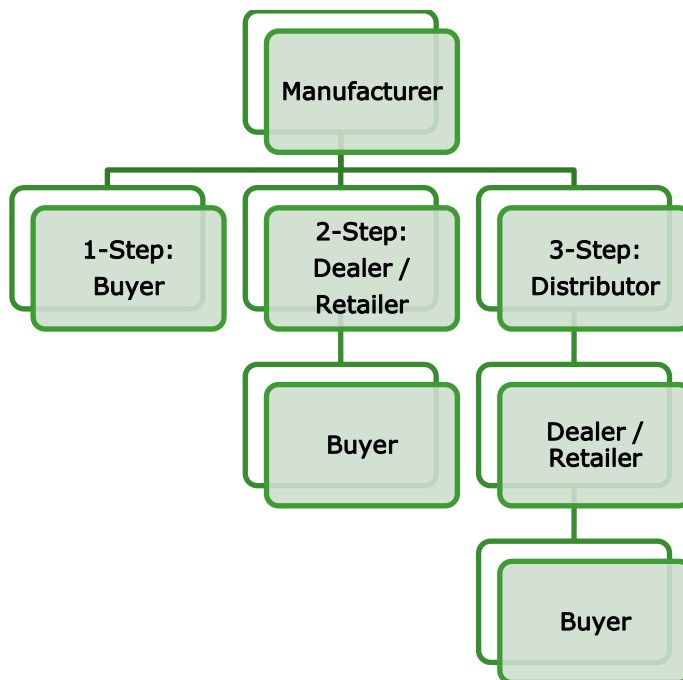 Manufacturer
1-Step:
Buyer
2-Step:
Dealer /
Retailer
3-Step:
Distributor
Buyer
Dealer /
Retailer
Buyer